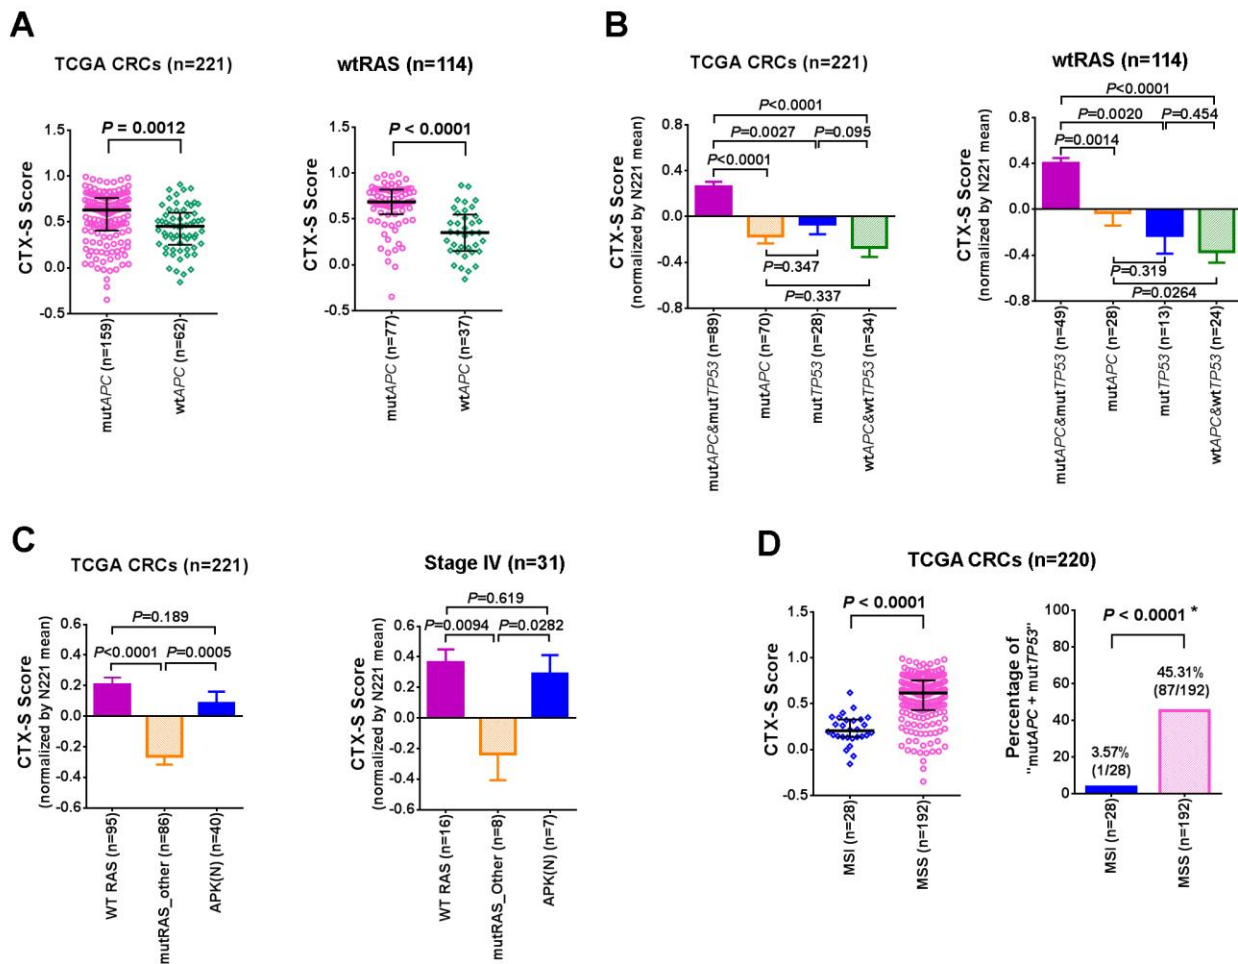 A
TCGA CRCs (n=221)
P = 0.0012
CTX-S Score
1.5
1.0
0.5
0.0
-0.5
mutAPC (n=159)
wtAPC (n=62)
wtRAS (n=114)
P < 0.0001
CTX-S Score
1.5
1.0
0.5
0.0
-0.5
mutAPC (n=77)
wtAPC (n=37)
B
TCGA CRCs (n=221)
P<0.0001
P=0.0027
P=0.095
P<0.0001
CTX-S Score
(normalized by N221 mean)
0.8
0.4
0.0
-0.4
-0.8
P=0.347
P=0.337
mutAPC&mutTP53 (n=89)
mutAPC (n=70)
mutTP53 (n=28)
wtAPC&wtTP53 (n=34)
wtRAS (n=114)
P<0.0001
P=0.0020
P=0.454
P=0.0014
CTX-S Score
(normalized by N221 mean)
0.8
0.4
0.0
-0.4
-0.8
P=0.319
P=0.0264
mutAPC&mutTP53 (n=49)
mutAPC (n=28)
mutTP53 (n=13)
wtAPC&wtTP53 (n=24)
C
TCGA CRCs (n=221)
P=0.189
P<0.0001
P=0.0005
CTX-S Score
(normalized by N221 mean)
0.6
0.4
0.2
0.0
-0.2
-0.4
-0.6
WT RAS (n=95)
mutRAS_other (n=86)
APK(N) (n=40)
Stage IV (n=31)
P=0.619
P=0.0094
P=0.0282
CTX-S Score
(normalized by N221 mean)
0.6
0.4
0.2
0.0
-0.2
-0.4
-0.6
WT RAS (n=16)
mutRAS_Other (n=8)
APK(N) (n=7)
D
TCGA CRCs (n=220)
P < 0.0001
CTX-S Score
1.5
1.0
0.5
0.0
-0.5
MSI (n=28)
MSS (n=192)
P < 0.0001 *
Percentage of
"mutAPC + mutTP53"
100
80
60
40
20
0
3.57%
(1/28)
45.31%
(87/192)
MSI (n=28)
MSS (n=192)